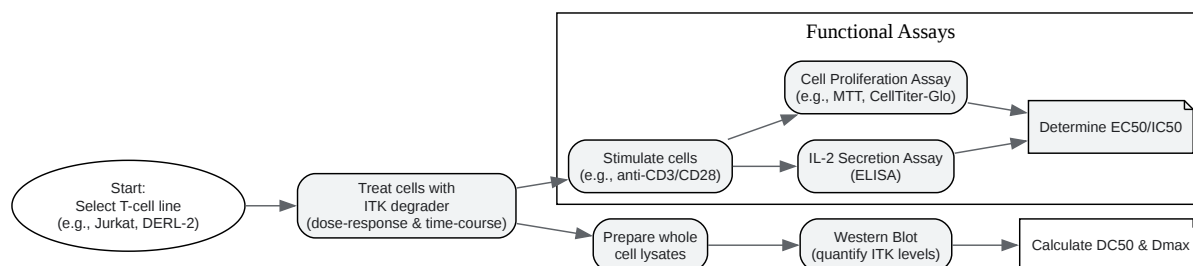 Functional Assays
Cell Proliferation Assay
(e.g., MTT, CellTiter-Glo)
Determine EC50/IC50
Stimulate cells
(e.g., anti-CD3/CD28)
IL-2 Secretion Assay
(ELISA)
Start:
Select T-cell line
(e.g., Jurkat, DERL-2)
Treat cells with
ITK degrader
(dose-response & time-course)
Prepare whole
cell lysates
Western Blot
(quantify ITK levels)
Calculate DC50 & Dmax